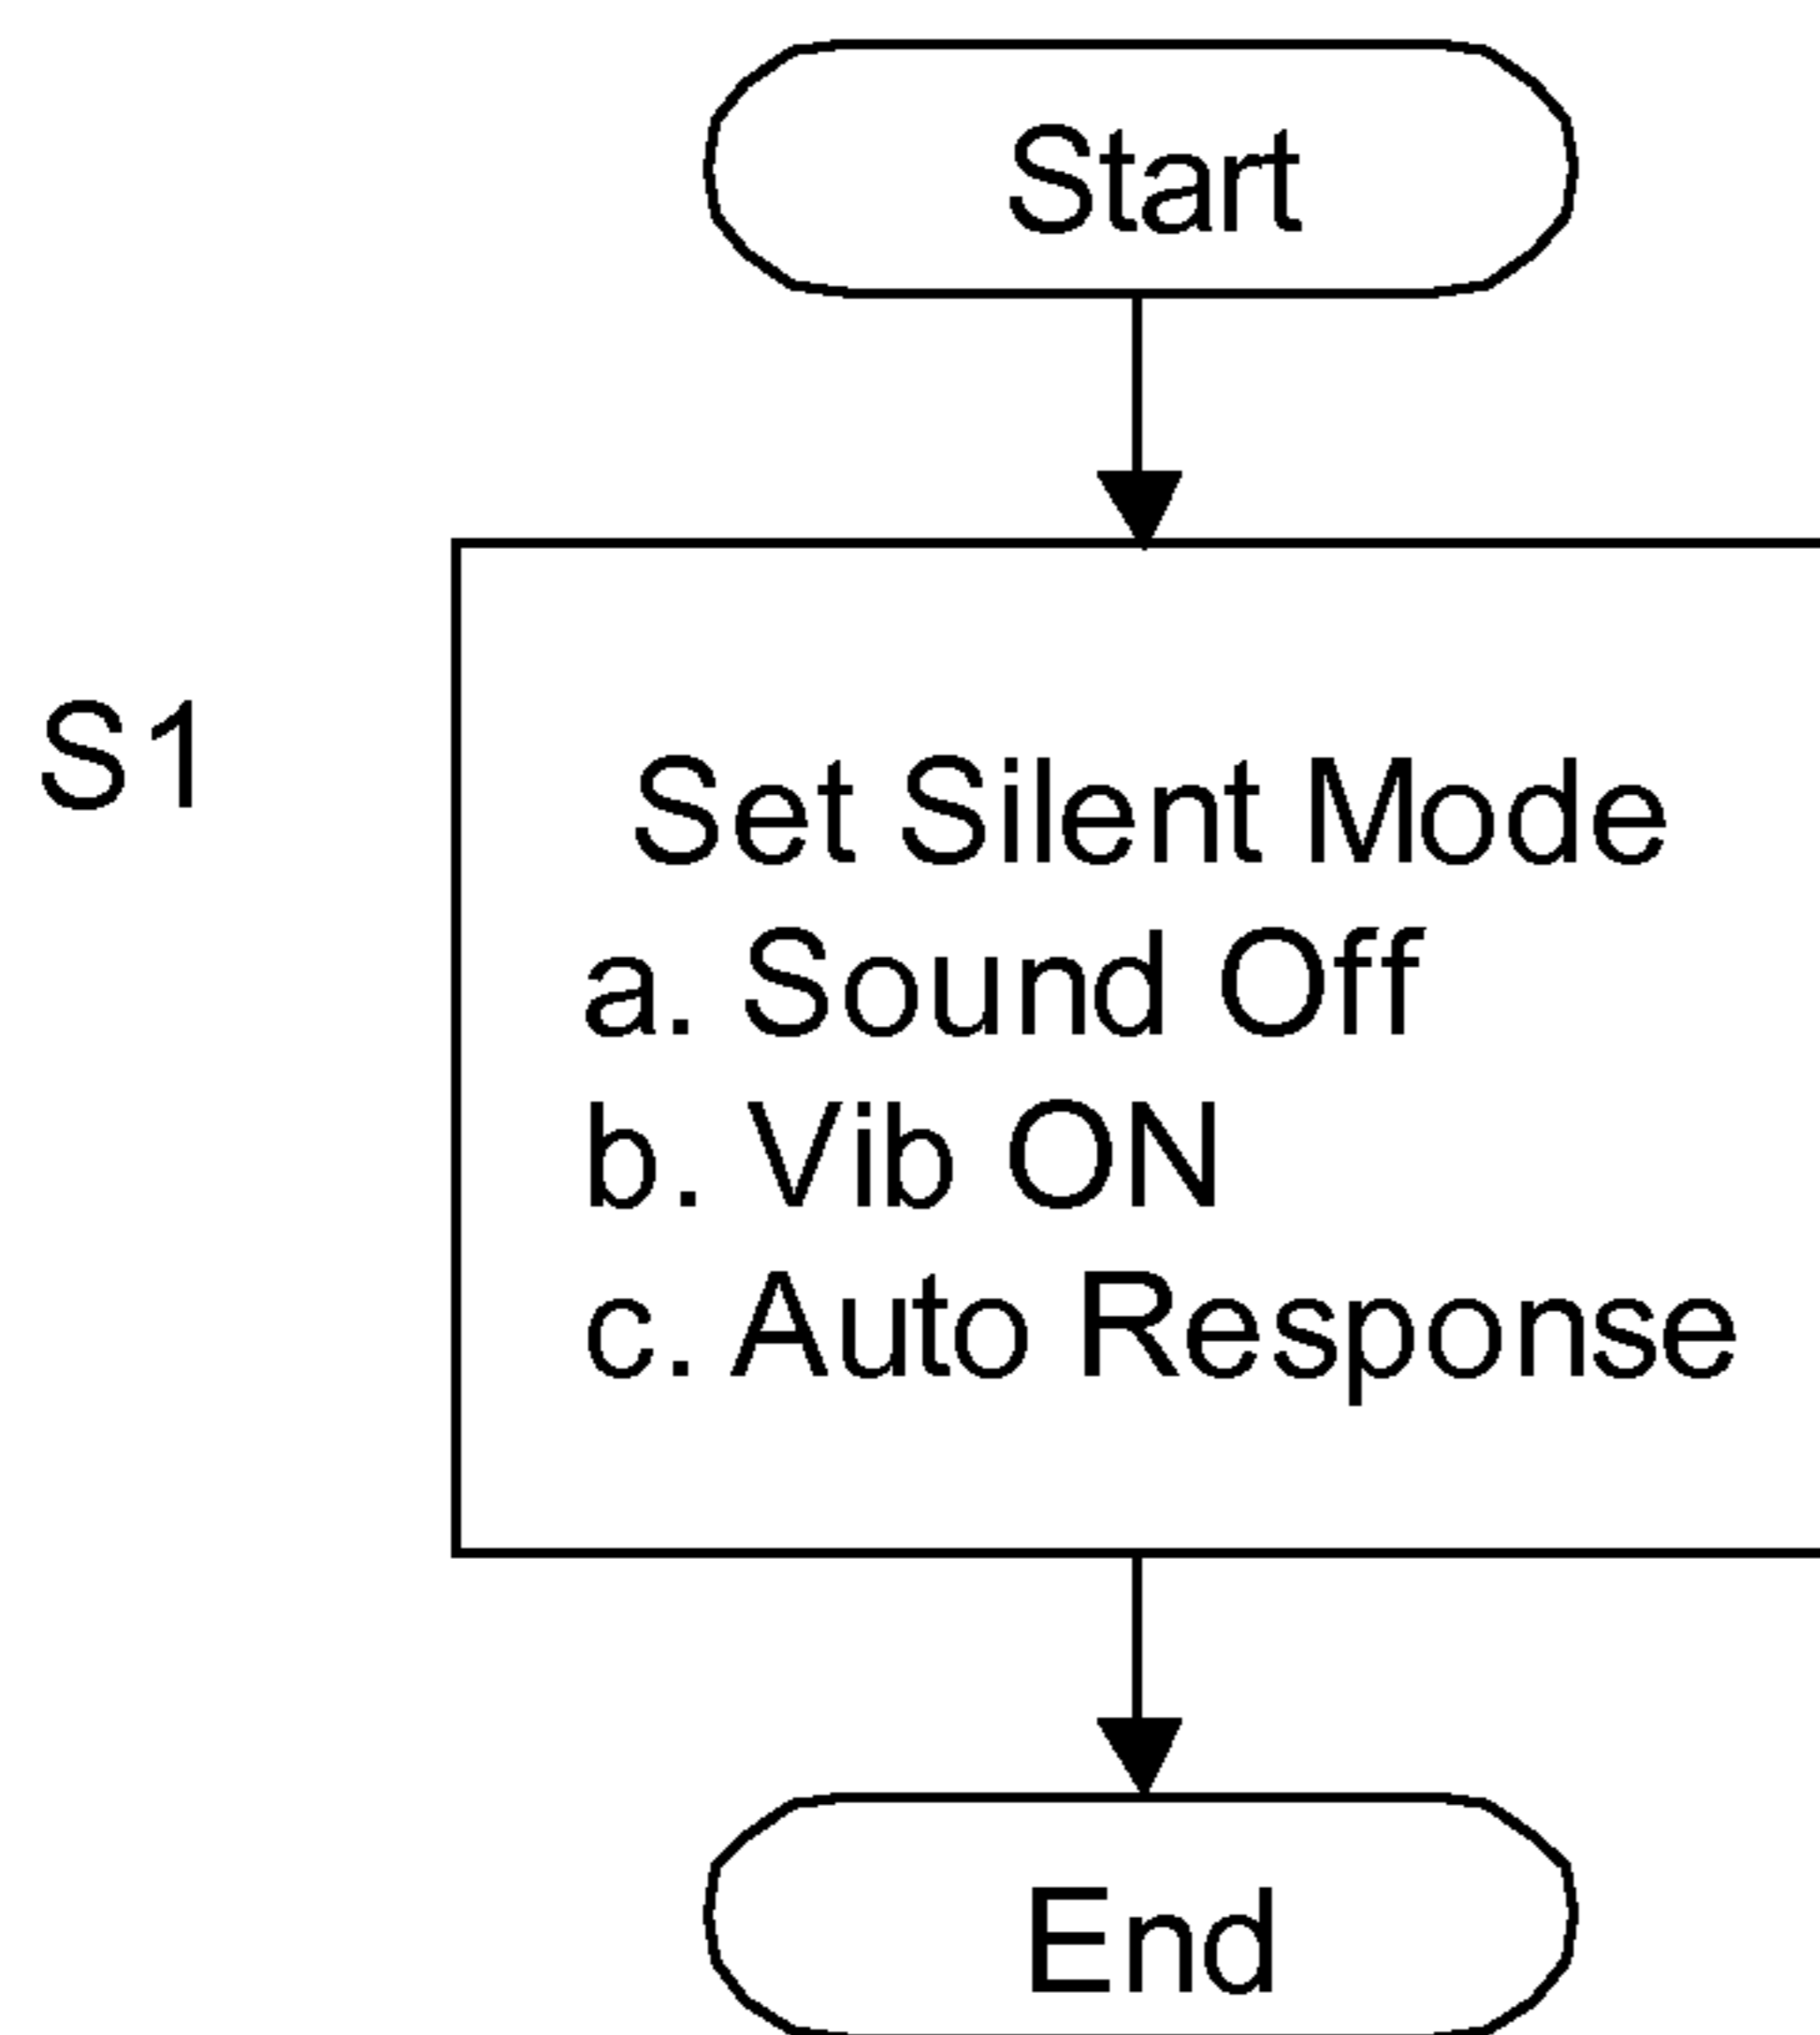 Start
S1
Set Silent Mode
a. Sound Off
b. Vib ON
c. Auto Response
End